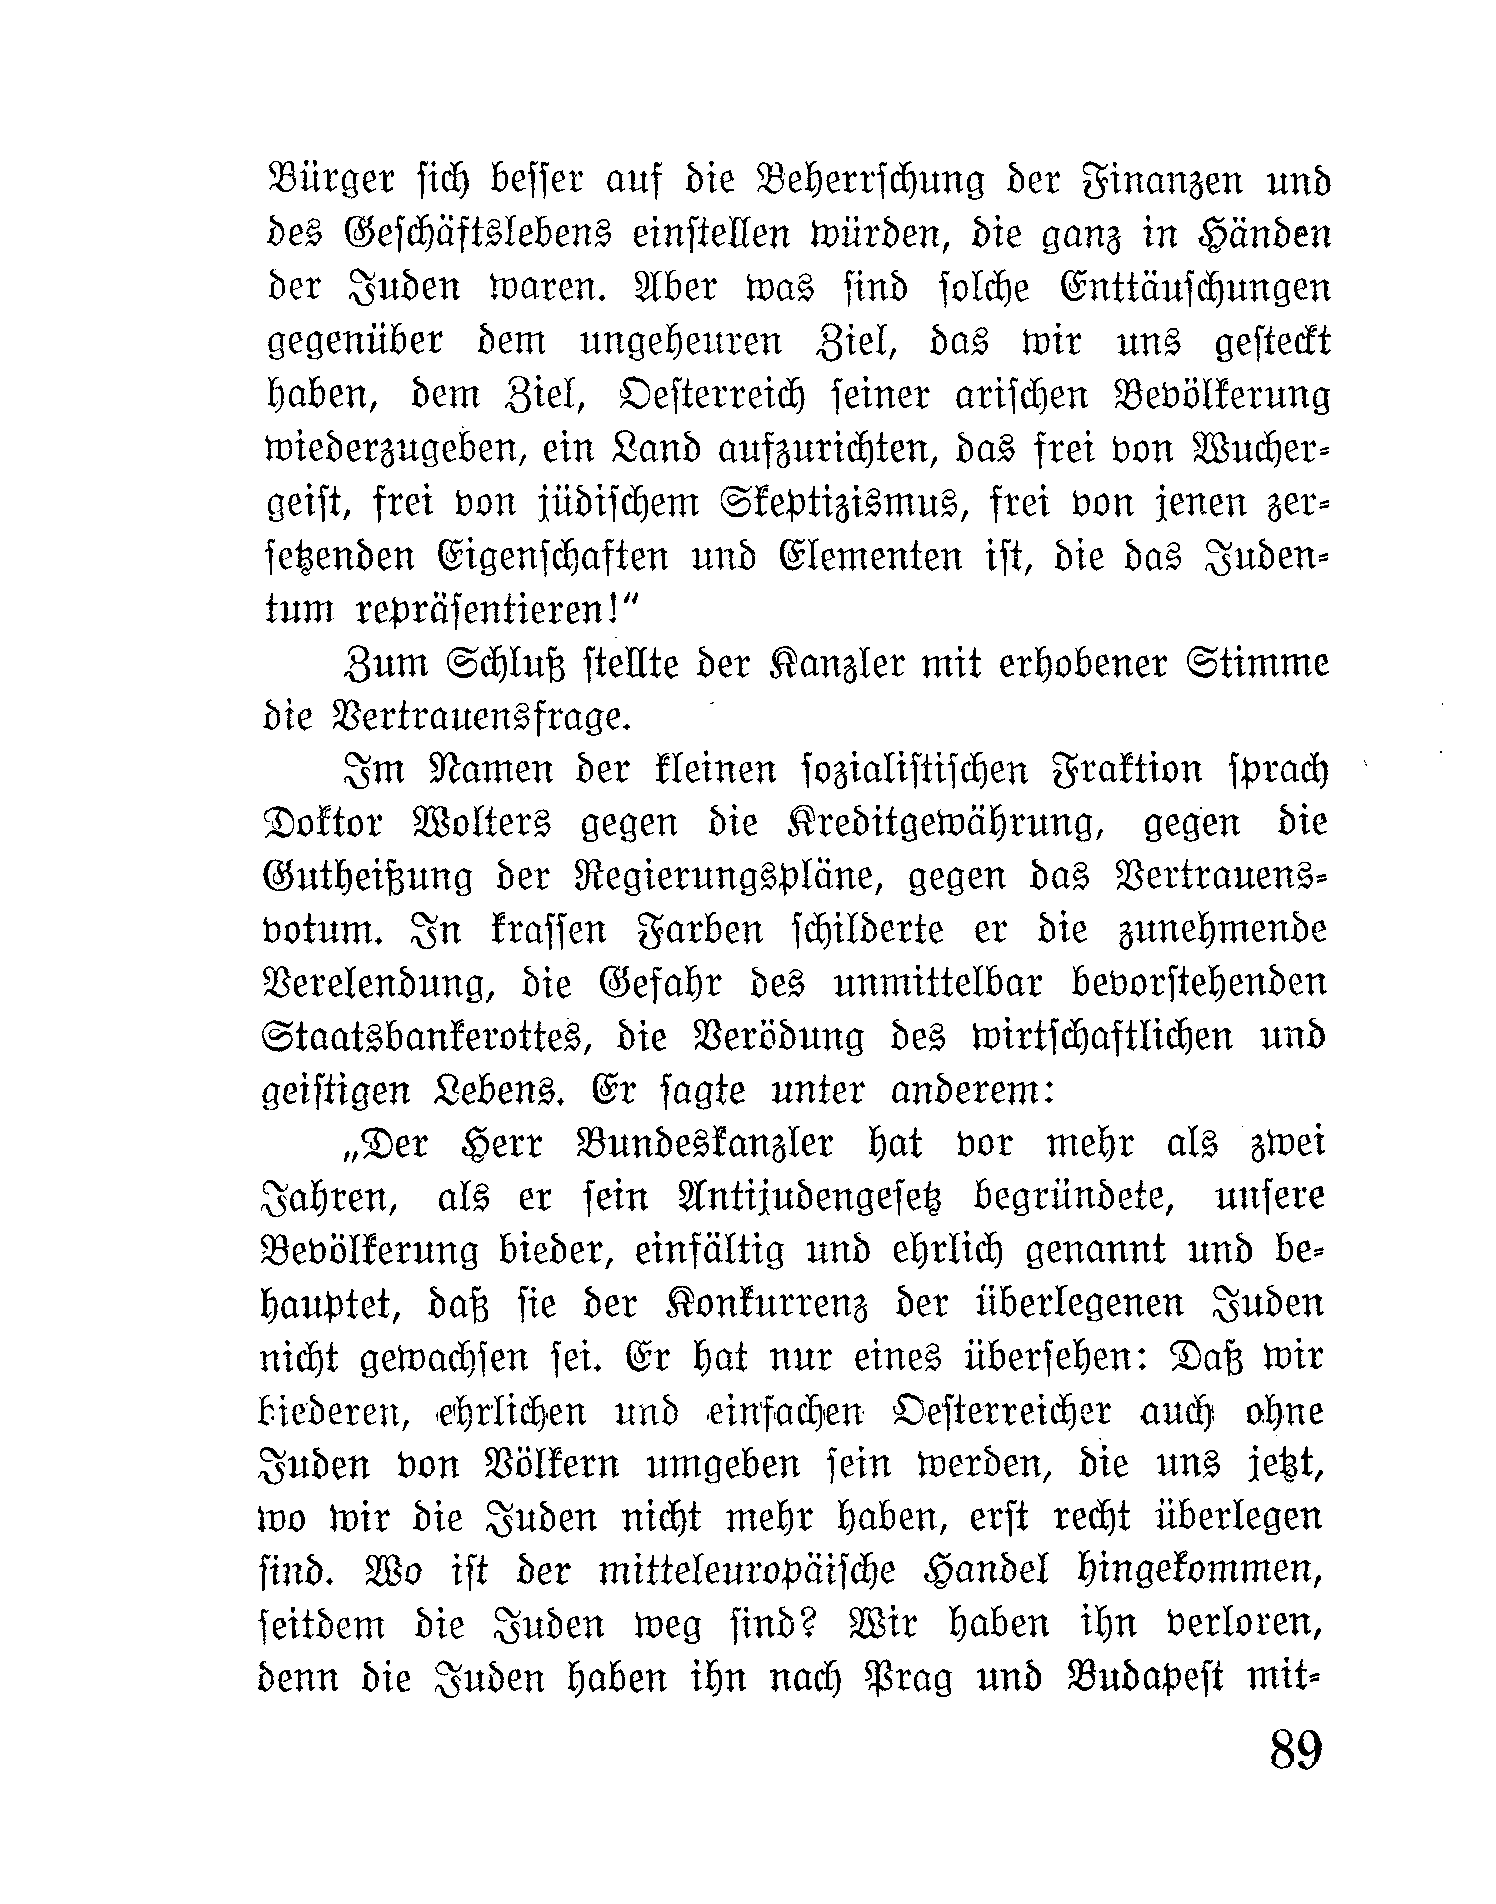 Bürger ſich beſſer auf die Beherrſchung der Finanzen und
des Geſchäftslebens einſtellen würden, die ganz in Händen
der Juden waren. Aber was ſind ſolche Enttäuſchungen
gegenüber dem ungeheuren Ziel, das wir uns geſteckt
haben, dem Ziel, Oeſterreich ſeiner ariſchen Bevölkerung
wiederzugeben, ein Land aufzurichten, das frei von Wucher-
geiſt, frei von jüdiſchem Skeptizismus, frei von jenen zer-
ſetzenden Eigenſchaften und Elementen iſt, die das Juden-
tum repräſentieren!“
Zum Schluß ſtellte der Kanzler mit erhobener Stimme
die Vertrauensfrage.
Im Namen der kleinen ſozialiſtiſchen Fraktion ſprach
Doktor Wolters gegen die Kreditgewährung, gegen die
Gutheißung der Regierungspläne, gegen das Vertrauens-
votum. In kraſſen Farben ſchilderte er die zunehmende
Verelendung, die Gefahr des unmittelbar bevorſtehenden
Staatsbankerottes, die Verödung des wirtſchaftlichen und
geiſtigen Lebens. Er ſagte unter anderem:
„Der Herr Bundeskanzler hat vor mehr als zwei
Jahren, als er ſein Antijudengeſetz begründete, unſere
Bevölkerung bieder, einfältig und ehrlich genannt und be-
hauptet, daß ſie der Konkurrenz der überlegenen Juden
nicht gewachſen ſei. Er hat nur eines überſehen: Daß wir
biederen, ehrlichen und einfachen Oeſterreicher auch ohne
Juden von Völkern umgeben ſein werden, die uns jetzt,
wo wir die Juden nicht mehr haben, erſt recht überlegen
ſind. Wo iſt der mitteleuropäiſche Handel hingekommen,
ſeitdem die Juden weg ſind? Wir haben ihn verloren,
denn die Juden haben ihn nach Prag und Budapeſt mit-
89